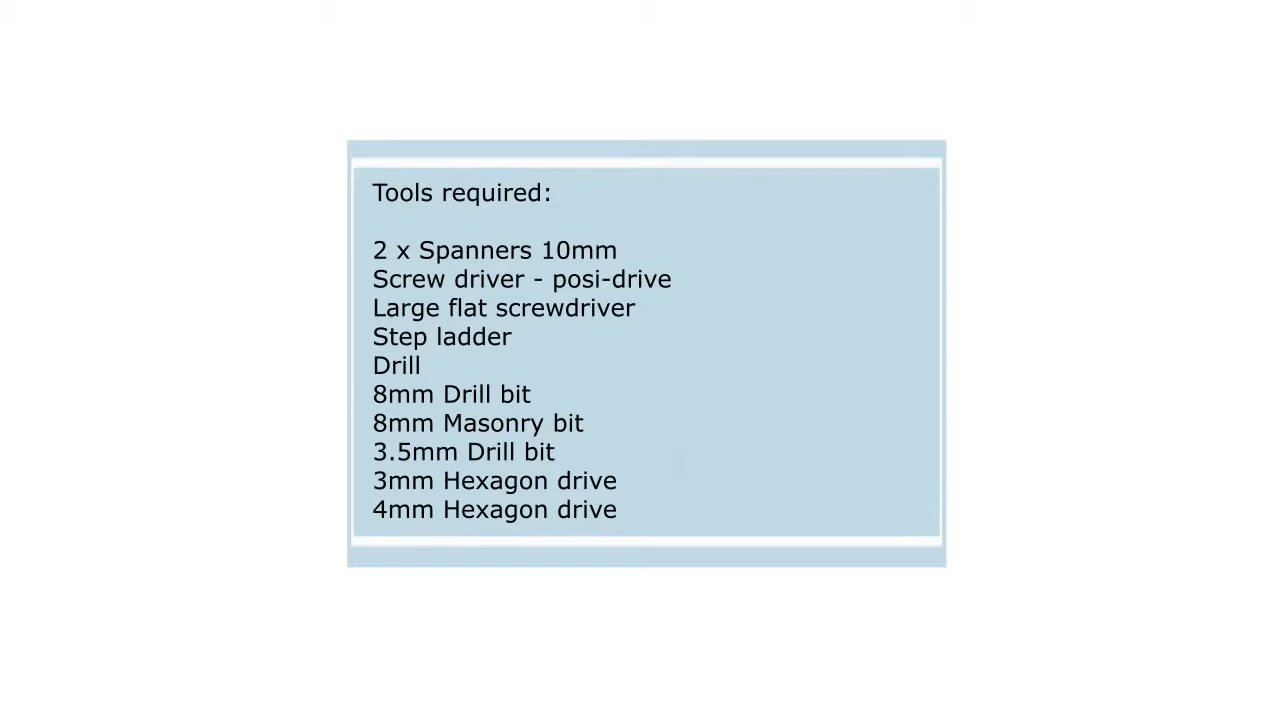 Tools required:
2 x Spanners 10mm
Screw driver - posi-drive
Large flat screwdriver
Step ladder
Drill
8mm Drill bit
8mm Masonry bit
3.5mm Drill bit
3mm Hexagon drive
4mm Hexagon drive